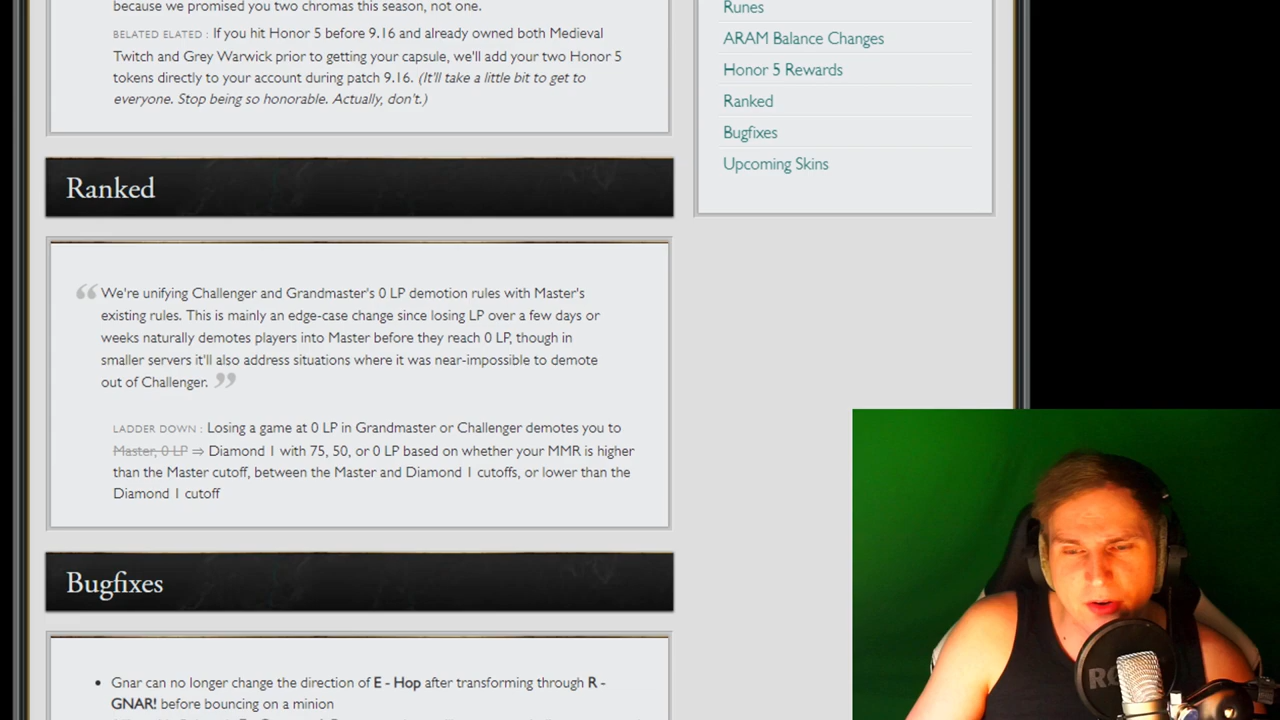 because we promised you two chromas this season, not one.
BELATED ELATED : If you hit Honor 5 before 9.16 and already owned both Medieval
Twitch and Grey Warwick prior to getting your capsule, we'll add your two Honor 5
tokens directly to your account during patch 9.16. (It'll take a little bit to get to
everyone. Stop being so honorable. Actually, don't.)
Ranked
“ We're unifying Challenger and Grandmaster's 0 LP demotion rules with Master's
existing rules. This is mainly an edge-case change since losing LP over a few days or
weeks naturally demotes players into Master before they reach 0 LP, though in
smaller servers it'll also address situations where it was near-impossible to demote
out of Challenger. ”
LADDER DOWN : Losing a game at 0 LP in Grandmaster or Challenger demotes you to
Master, 0 LP ⇒ Diamond 1 with 75, 50, or 0 LP based on whether your MMR is higher
than the Master cutoff, between the Master and Diamond 1 cutoffs, or lower than the
Diamond 1 cutoff
Bugfixes
• Gnar can no longer change the direction of E - Hop after transforming through R -
GNAR! before bouncing on a minion
Runes
ARAM Balance Changes
Honor 5 Rewards
Ranked
Bugfixes
Upcoming Skins